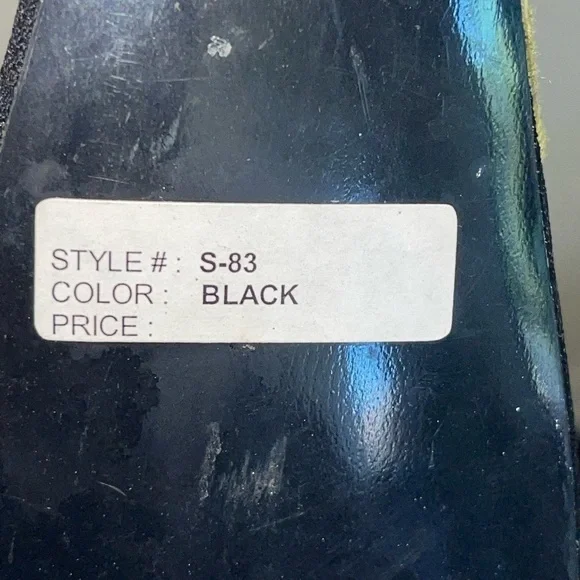 STYLE # : S-83
COLOR : BLACK
PRICE :